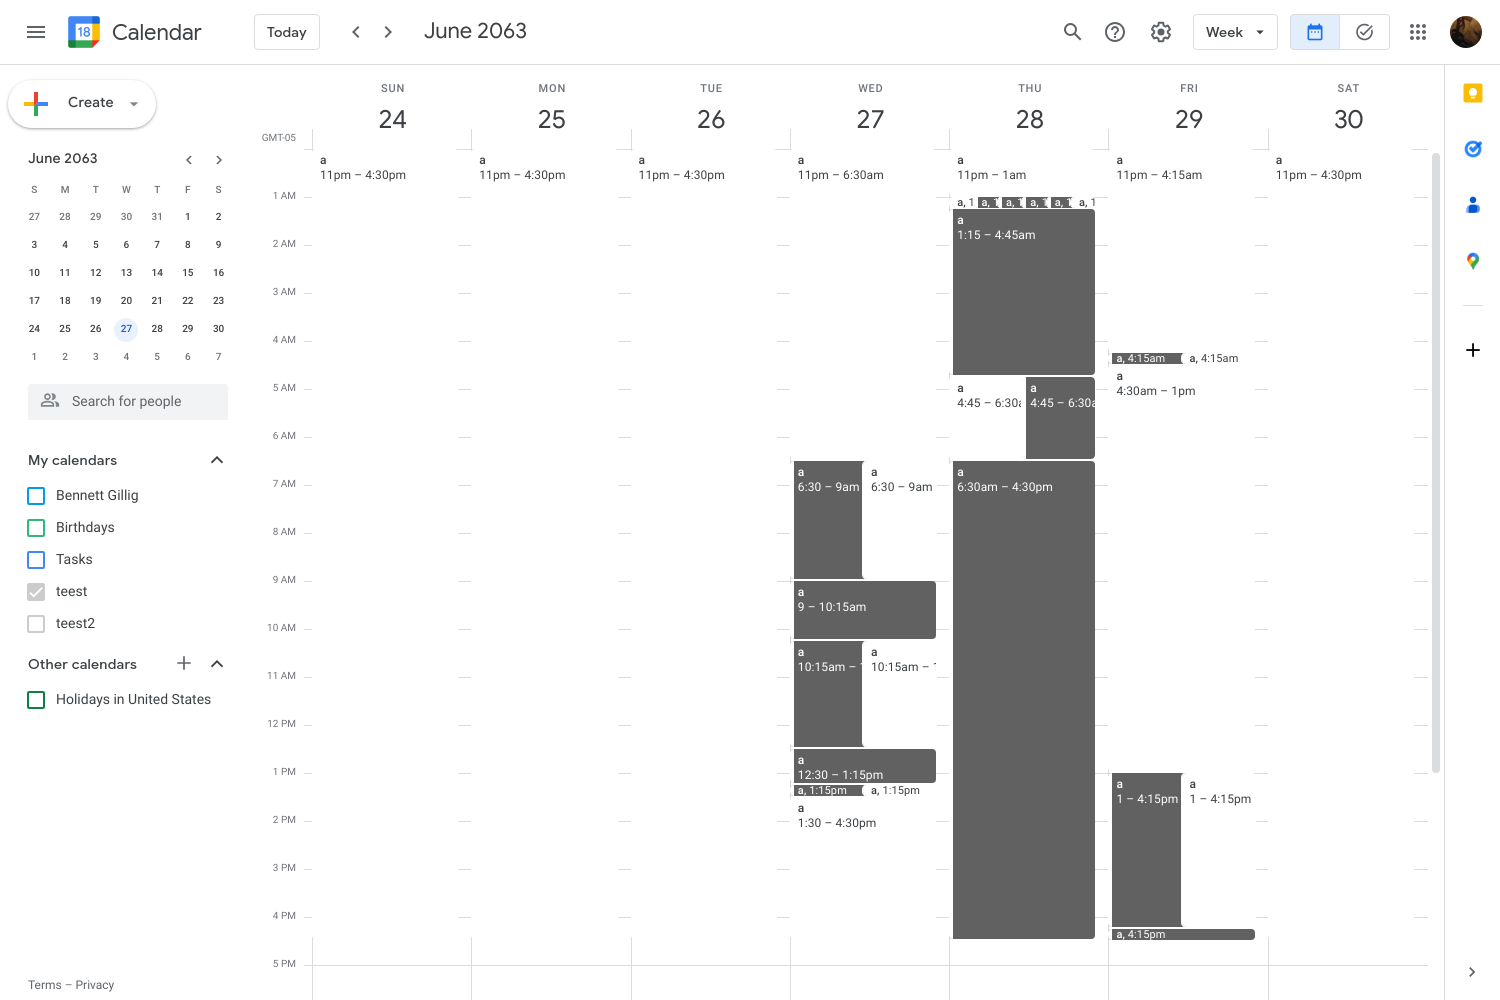 18 Calendar Today June 2063 Week
Create
SUN MON TUE WED THU FRI SAT
24 25 26 27 28 29 30
GMT-05
June 2063
S M T W T F S
27 28 29 30 31 1 2
3 4 5 6 7 8 9
10 11 12 13 14 15 16
17 18 19 20 21 22 23
24 25 26 27 28 29 30
1 2 3 4 5 6 7
Search for people
My calendars
Bennett Gillig
Birthdays
Tasks
teest
teest2
Other calendars
Holidays in United States
Terms – Privacy
1 AM
2 AM
3 AM
4 AM
5 AM
6 AM
7 AM
8 AM
9 AM
10 AM
11 AM
12 PM
1 PM
2 PM
3 PM
4 PM
5 PM
a
11pm – 4:30pm
a
11pm – 4:30pm
a
11pm – 4:30pm
a
11pm – 6:30am
a
6:30 – 9am
a
6:30 – 9am
a
9 – 10:15am
a
10:15am –
a
10:15am –
a
12:30 – 1:15pm
a, 1:15pm
a, 1:15pm
a
1:30 – 4:30pm
a
11pm – 1am
a, 1
a, 1
a, 1
a, 1
a, 1
a, 1
a
1:15 – 4:45am
a
4:45 – 6:30a
a
4:45 – 6:30a
a
6:30am – 4:30pm
a
11pm – 4:15am
a, 4:15am
a, 4:15am
a
4:30am – 1pm
a
1 – 4:15pm
a
1 – 4:15pm
a, 4:15pm
a
11pm – 4:30pm